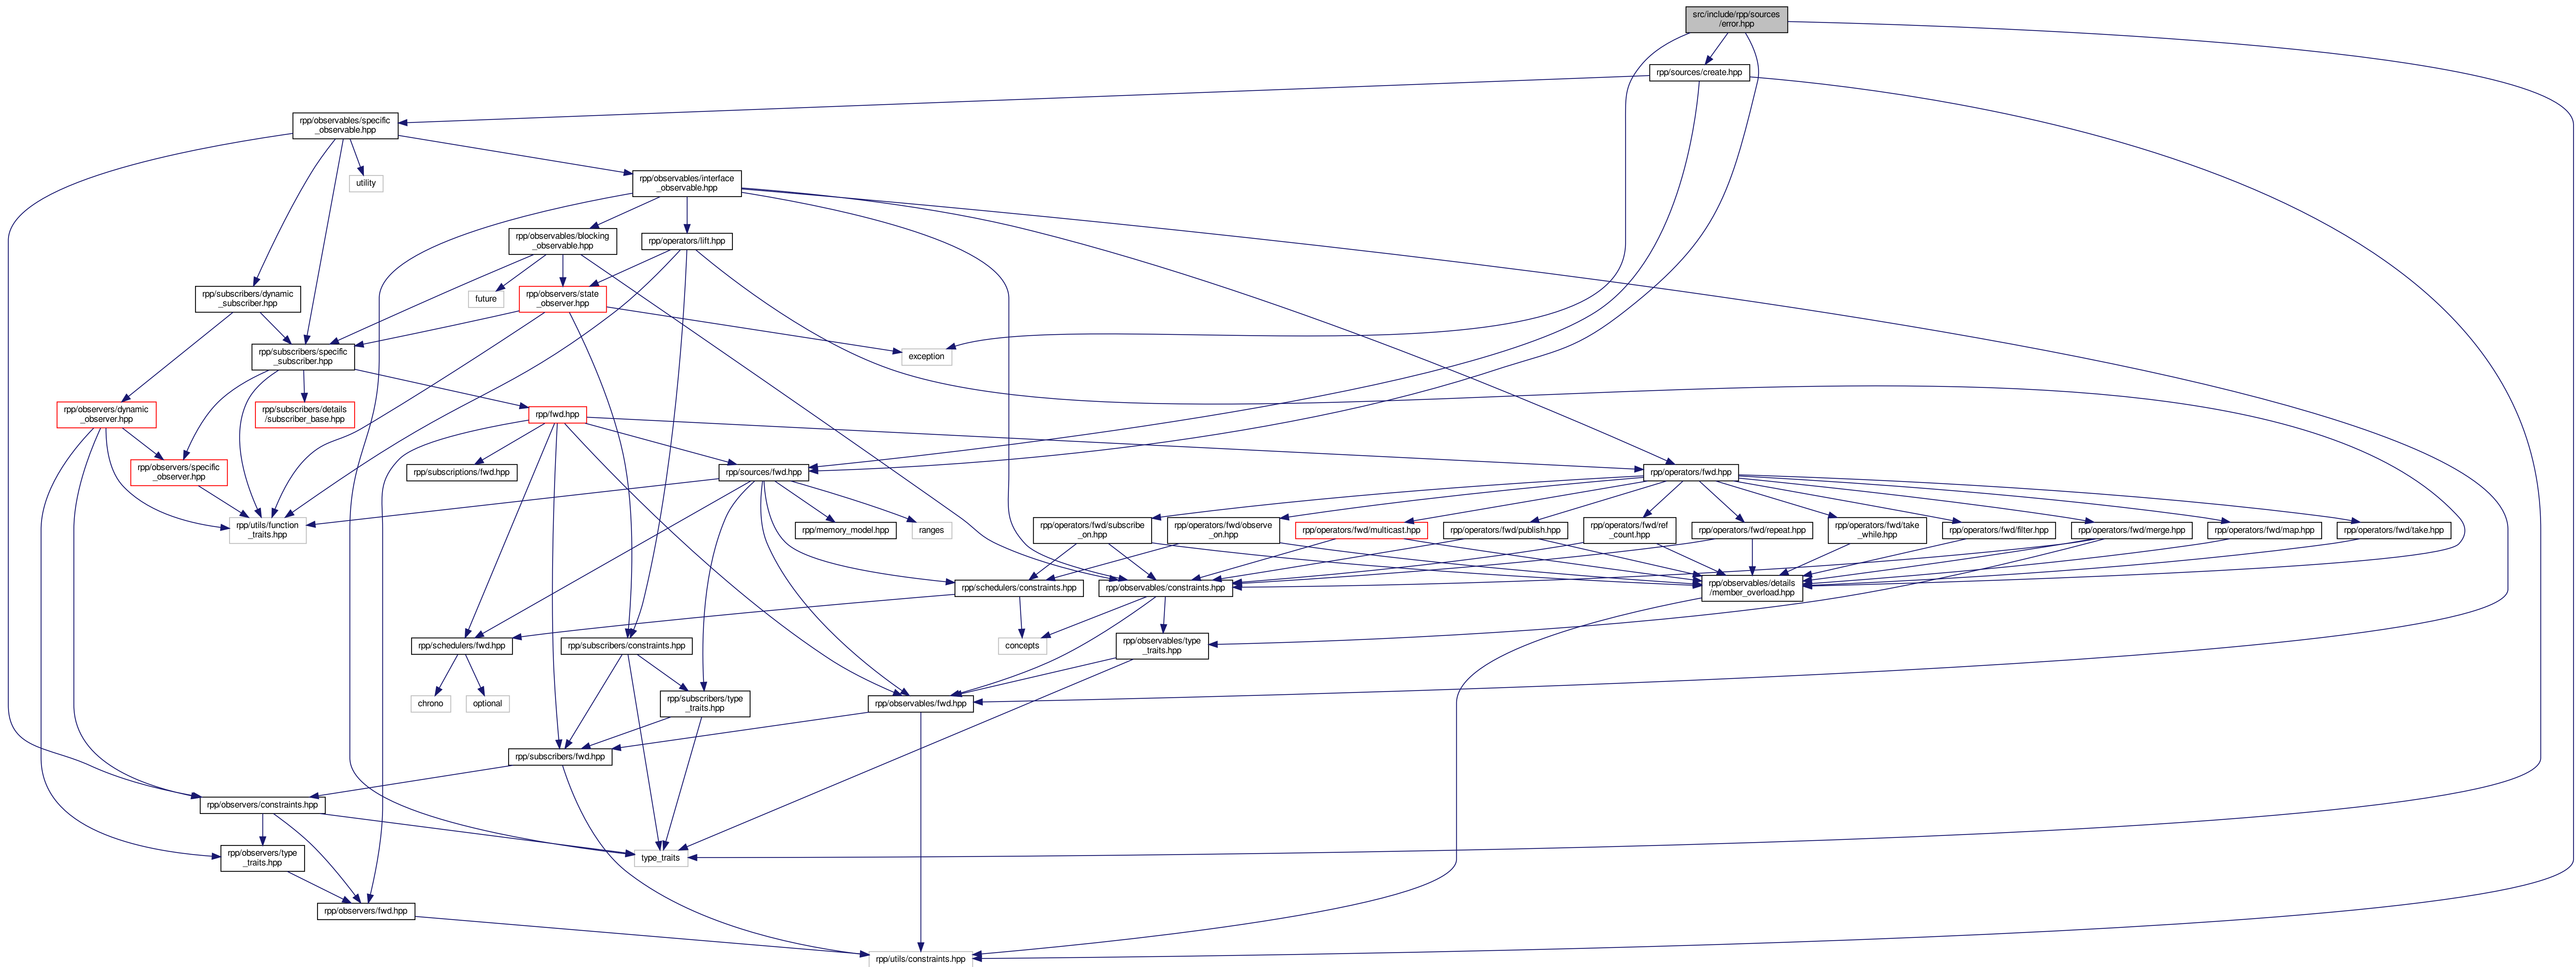 src/include/rpp/sources
/error.hpp
rpp/sources/create.hpp
rpp/observables/specific
_observable.hpp
utility
rpp/observables/interface
_observable.hpp
rpp/observables/blocking
_observable.hpp
rpp/operators/lift.hpp
rpp/subscribers/dynamic
_subscriber.hpp
future
rpp/observers/state
_observer.hpp
rpp/subscribers/specific
_subscriber.hpp
exception
rpp/observers/dynamic
_observer.hpp
rpp/subscribers/details
/subscriber_base.hpp
rpp/fwd.hpp
rpp/observers/specific
_observer.hpp
rpp/subscriptions/fwd.hpp
rpp/sources/fwd.hpp
rpp/operators/fwd.hpp
rpp/utils/function
_traits.hpp
rpp/memory_model.hpp
ranges
rpp/operators/fwd/subscribe
_on.hpp
rpp/operators/fwd/observe
_on.hpp
rpp/operators/fwd/multicast.hpp
rpp/operators/fwd/publish.hpp
rpp/operators/fwd/ref
_count.hpp
rpp/operators/fwd/repeat.hpp
rpp/operators/fwd/take
_while.hpp
rpp/operators/fwd/filter.hpp
rpp/operators/fwd/merge.hpp
rpp/operators/fwd/map.hpp
rpp/operators/fwd/take.hpp
rpp/schedulers/constraints.hpp
rpp/observables/constraints.hpp
rpp/observables/details
/member_overload.hpp
rpp/schedulers/fwd.hpp
rpp/subscribers/constraints.hpp
concepts
rpp/observables/type
_traits.hpp
chrono
optional
rpp/subscribers/type
_traits.hpp
rpp/observables/fwd.hpp
rpp/subscribers/fwd.hpp
rpp/observers/constraints.hpp
rpp/observers/type
_traits.hpp
type_traits
rpp/observers/fwd.hpp
rpp/utils/constraints.hpp